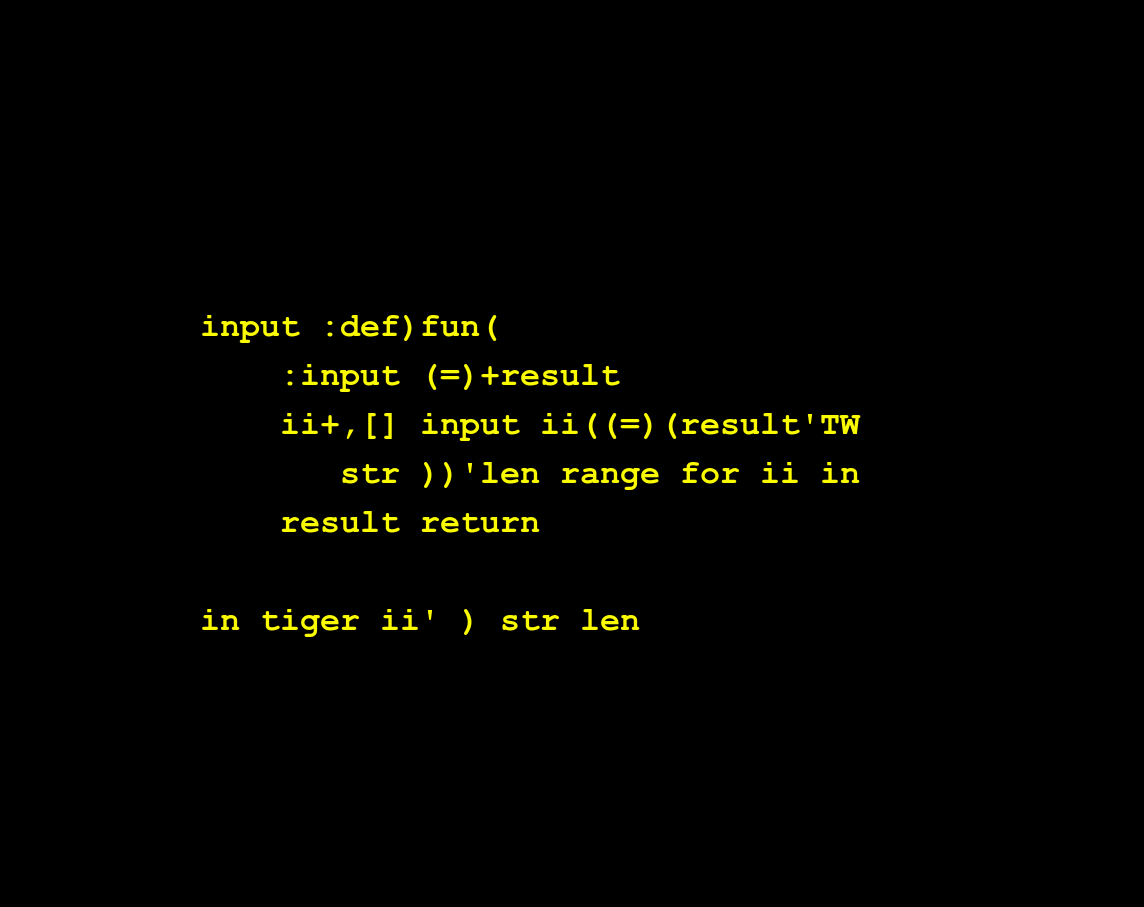 input :def)fun(
:input (=)+result
ii+,[] input ii((=)(result'TW
str ))'len range for ii in
result return
in tiger ii' ) str len